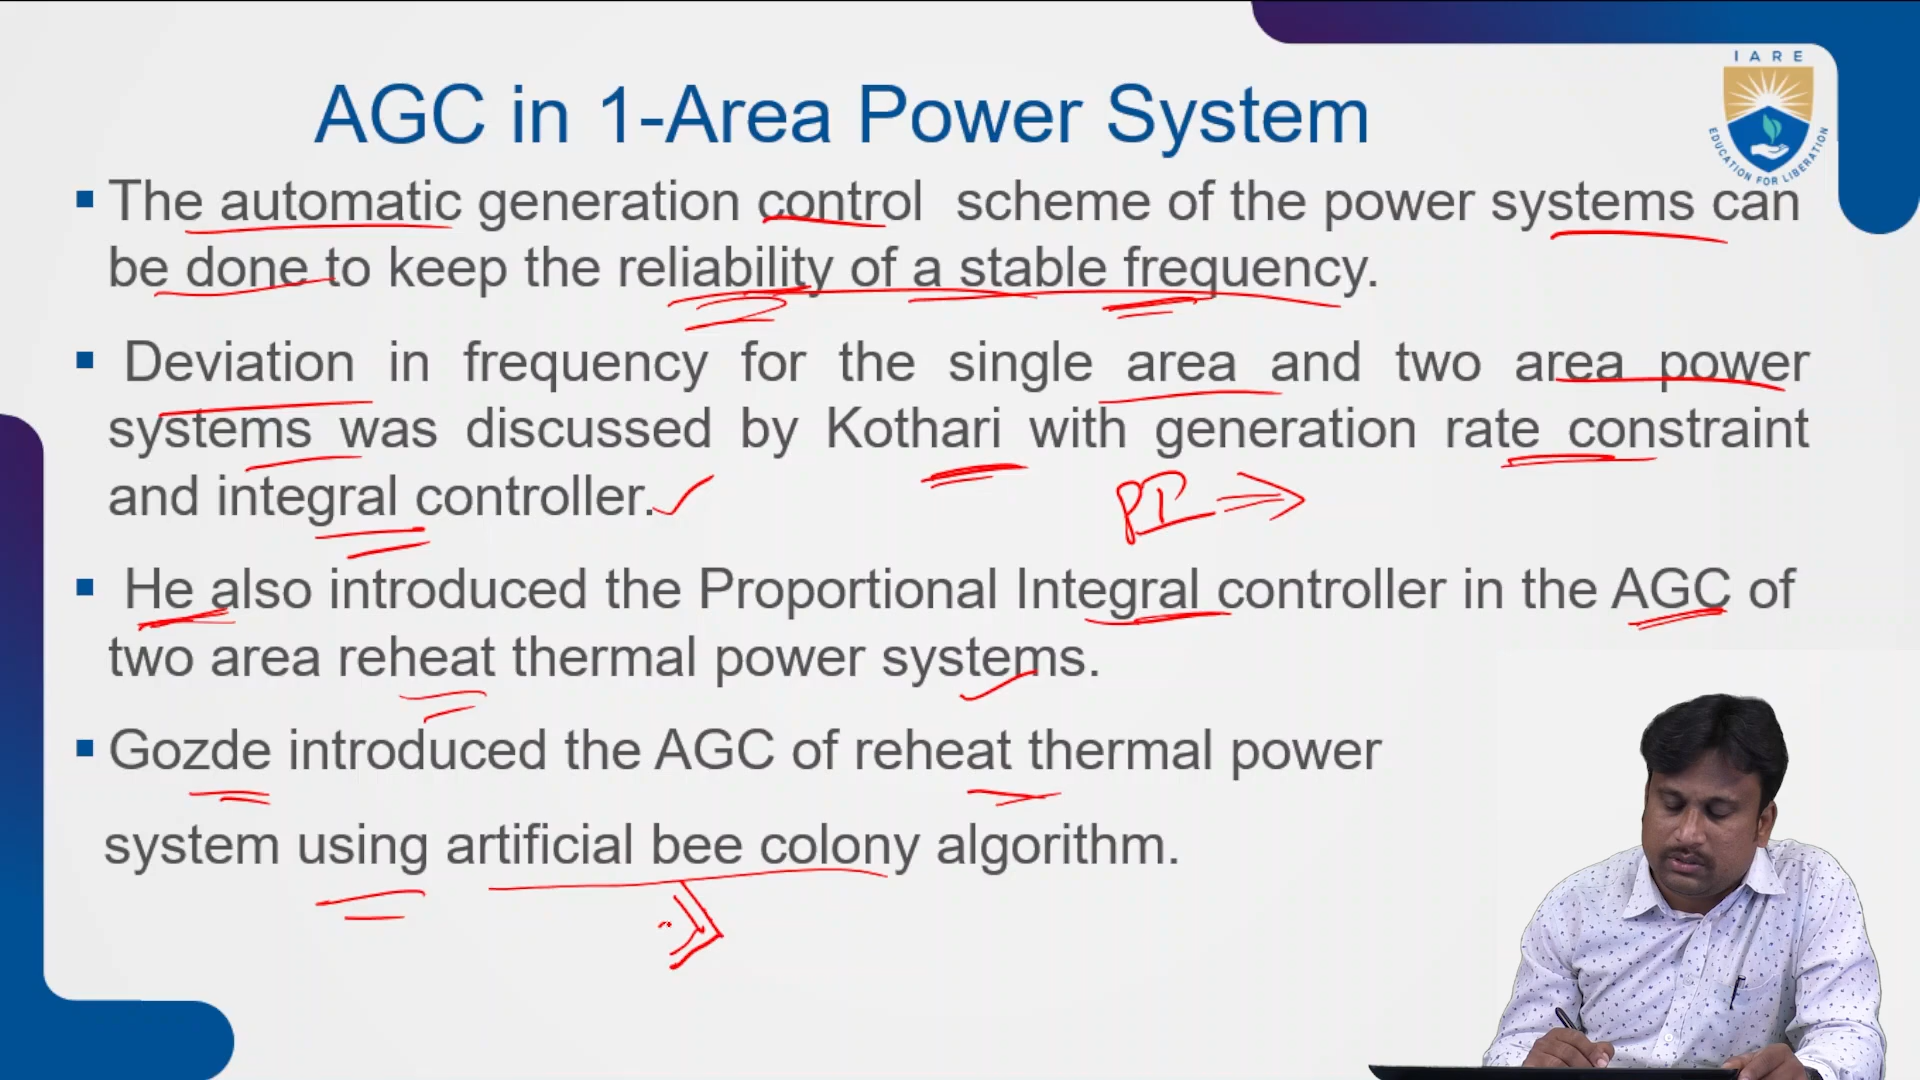 IARE
EDUCATION FOR LIBERATION
AGC in 1-Area Power System
▪ The automatic generation control scheme of the power systems can
be done to keep the reliability of a stable frequency.
▪ Deviation in frequency for the single area and two area power
systems was discussed by Kothari with generation rate constraint
and integral controller.
PI
▪ He also introduced the Proportional Integral controller in the AGC of
two area reheat thermal power systems.
▪ Gozde introduced the AGC of reheat thermal power
system using artificial bee colony algorithm.